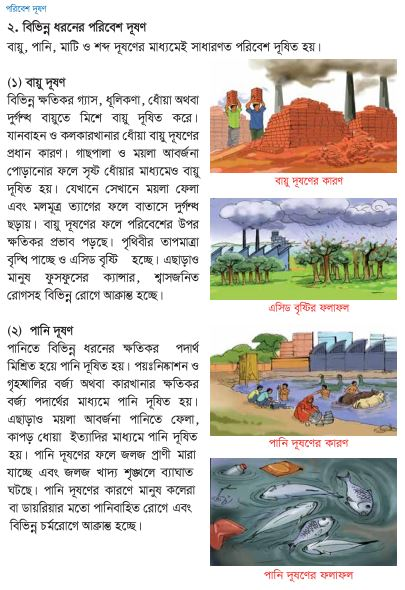 পরিবেশ দূষণ
২. বিভিন্ন ধরনের পরিবেশ দূষণ
বায়ু, পানি, মাটি ও শব্দ দূষণের মাধ্যমেই সাধারণত পরিবেশ দূষিত হয়।
(১) বায়ু দূষণ
বিভিন্ন ক্ষতিকর গ্যাস, ধূলিকণা, ধোঁয়া অথবা
দুর্গন্ধ বায়ুতে মিশে বায়ু দূষিত করে।
যানবাহন ও কলকারখানার ধোঁয়া বায়ু দূষণের
প্রধান কারণ। গাছপালা ও ময়লা আবর্জনা
পোড়ানোর ফলে সৃষ্ট ধোঁয়ার মাধ্যমেও বায়ু
দূষিত হয়। যেখানে সেখানে ময়লা ফেলা
এবং মলমূত্র ত্যাগের ফলে বাতাসে দুর্গন্ধ
ছড়ায়। বায়ু দূষণের ফলে পরিবেশের উপর
ক্ষতিকর প্রভাব পড়ছে। পৃথিবীর তাপমাত্রা
বৃদ্ধি পাচ্ছে ও এসিড বৃষ্টি হচ্ছে। এছাড়াও
মানুষ ফুসফুসের ক্যান্সার, শ্বাসজনিত
রোগসহ বিভিন্ন রোগে আক্রান্ত হচ্ছে।
বায়ু দূষণের কারণ
এসিড বৃষ্টির ফলাফল
(২) পানি দূষণ
পানিতে বিভিন্ন ধরনের ক্ষতিকর পদার্থ
মিশ্রিত হয়ে পানি দূষিত হয়। পয়ঃনিষ্কাশন ও
গৃহস্থালির বর্জ্য অথবা কারখানার ক্ষতিকর
বর্জ্য পদার্থের মাধ্যমে পানি দূষিত হয়।
এছাড়াও ময়লা আবর্জনা পানিতে ফেলা,
কাপড় ধোয়া ইত্যাদির মাধ্যমে পানি দূষিত
হয়। পানি দূষণের ফলে জলজ প্রাণী মারা
যাচ্ছে এবং জলজ খাদ্য শৃঙ্খলে ব্যাঘাত
ঘটছে। পানি দূষণের কারণে মানুষ কলেরা
বা ডায়রিয়ার মতো পানিবাহিত রোগে এবং
বিভিন্ন চর্মরোগে আক্রান্ত হচ্ছে।
পানি দূষণের কারণ
পানি দূষণের ফলাফল